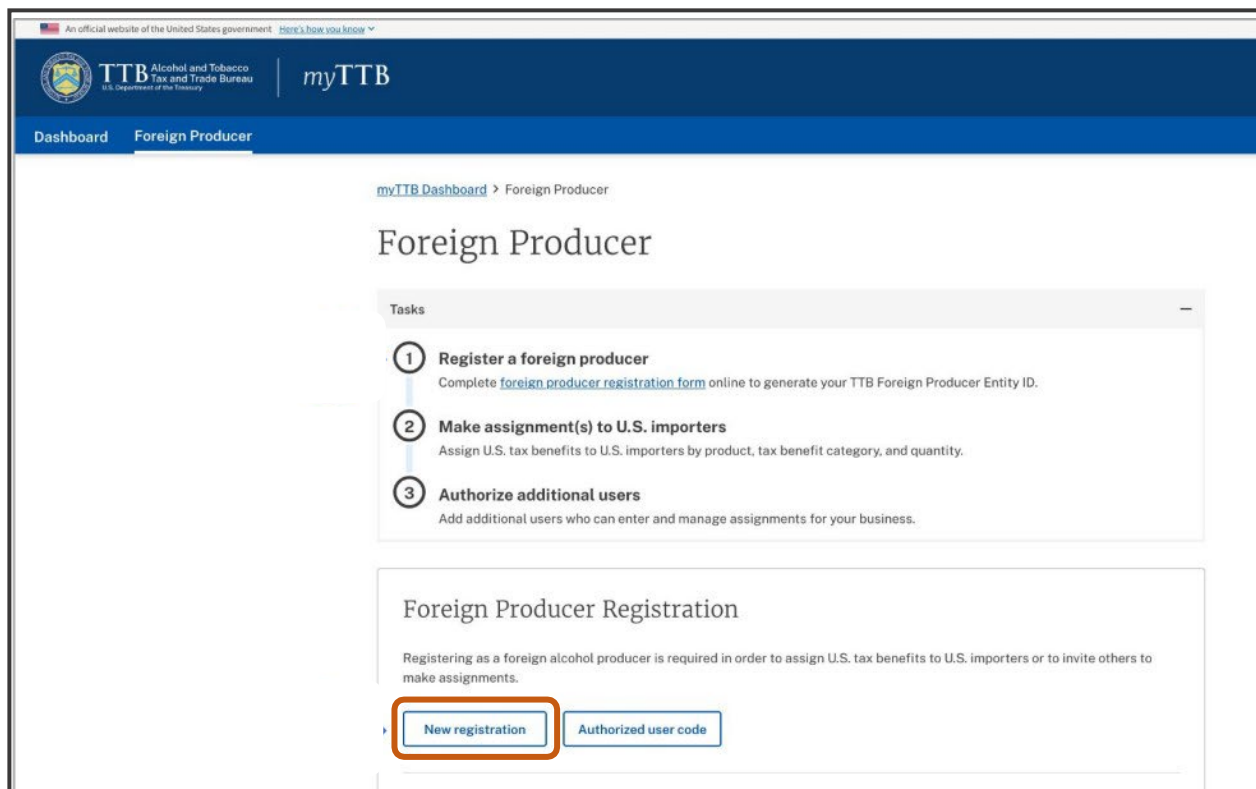 An official website of the United States government Here's how you know
TTB Alcohol and Tobacco
Tax and Trade Bureau
U.S. Department of the Treasury
myTTB
Dashboard Foreign Producer
myTTB Dashboard > Foreign Producer
Foreign Producer
Tasks
1 Register a foreign producer
Complete foreign producer registration form online to generate your TTB Foreign Producer Entity ID.
2 Make assignment(s) to U.S. importers
Assign U.S. tax benefits to U.S. importers by product, tax benefit category, and quantity.
3 Authorize additional users
Add additional users who can enter and manage assignments for your business.
Foreign Producer Registration
Registering as a foreign alcohol producer is required in order to assign U.S. tax benefits to U.S. importers or to invite others to
make assignments.
New registration Authorized user code